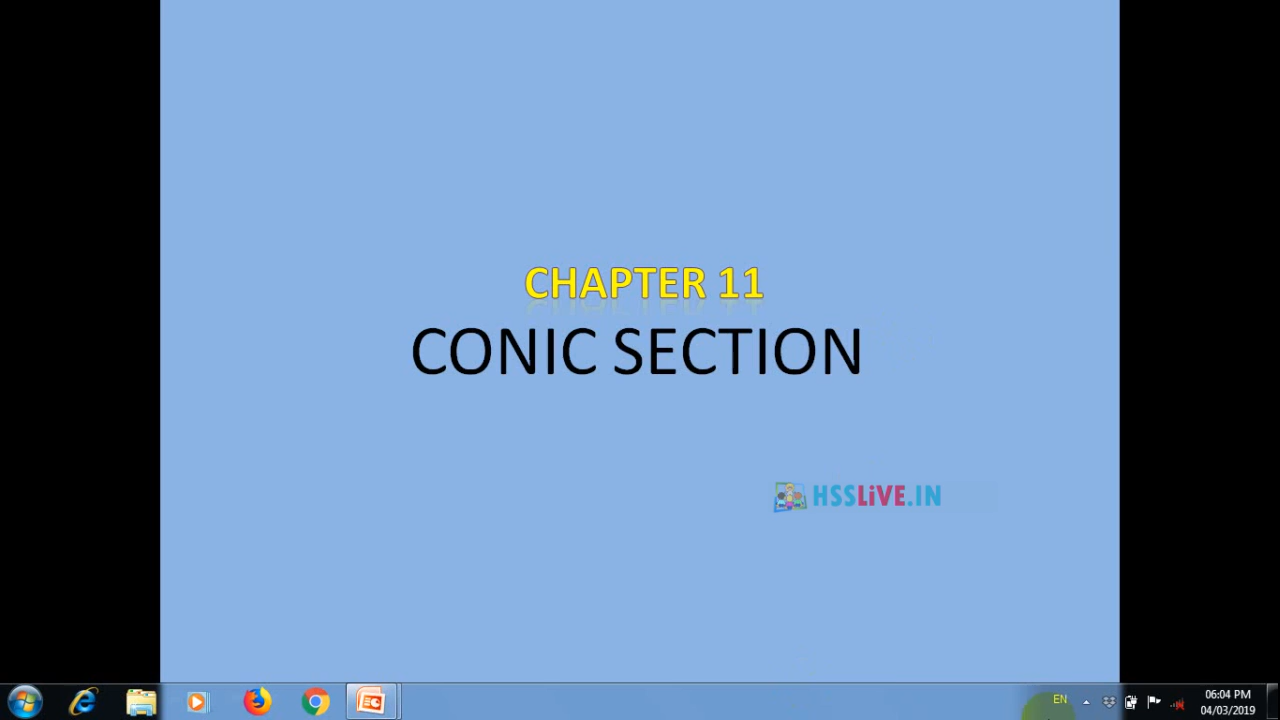 CHAPTER 11
CONIC SECTION
HSSLiVE.IN
EN
06:04 PM
04/03/2019